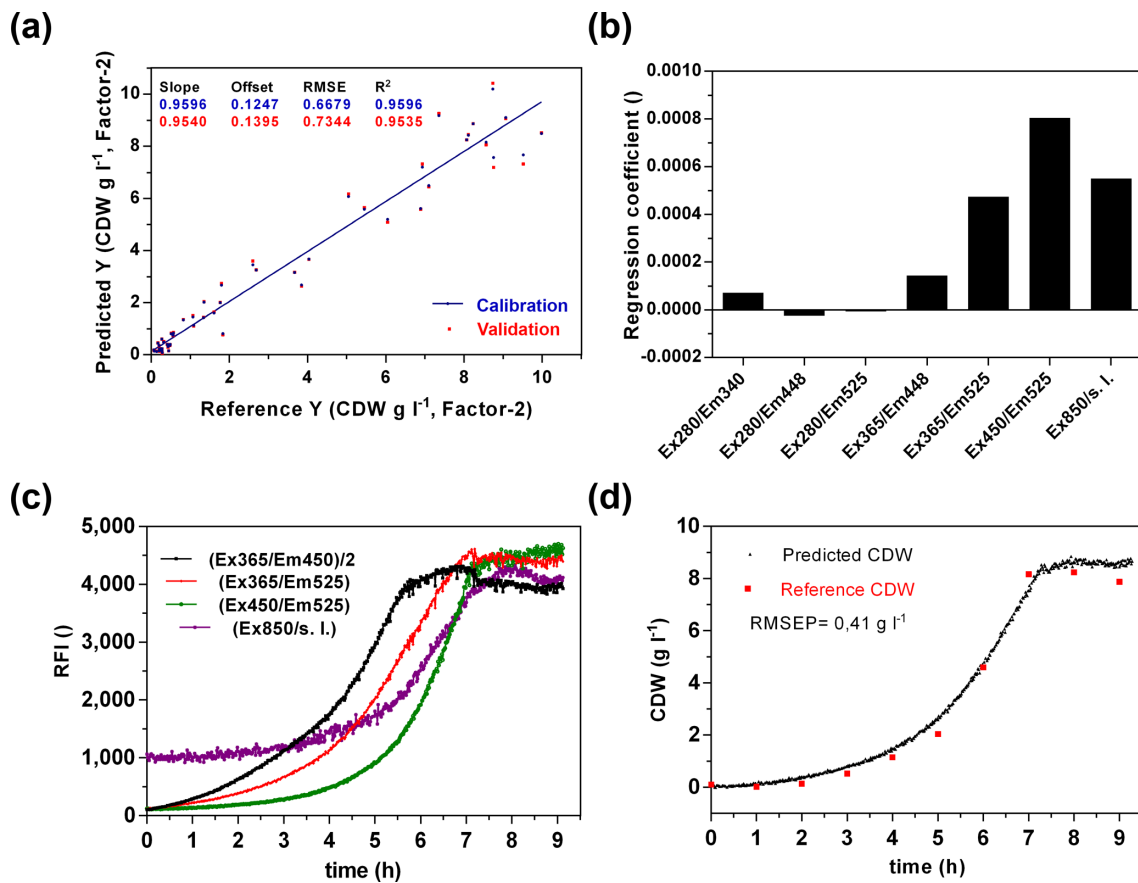 (a)
Slope Offset RMSE R²
0.9596 0.1247 0.6679 0.9596
0.9540 0.1395 0.7344 0.9535
Predicted Y (CDW g l⁻¹, Factor-2)
10
8
6
4
2
0
Calibration
Validation
0 2 4 6 8 10
Reference Y (CDW g l⁻¹, Factor-2)
(b)
Regression coefficient ()
0.0010
0.0008
0.0006
0.0004
0.0002
0.0000
-0.0002
Ex280/Em340
Ex280/Em448
Ex280/Em525
Ex365/Em448
Ex365/Em525
Ex450/Em525
Ex850/s. l.
(c)
RFI ()
5,000
4,000
3,000
2,000
1,000
0
(Ex365/Em450)/2
(Ex365/Em525)
(Ex450/Em525)
(Ex850/s. l.)
0 1 2 3 4 5 6 7 8 9
time (h)
(d)
CDW (g l⁻¹)
10
8
6
4
2
0
Predicted CDW
Reference CDW
RMSEP= 0,41 g l⁻¹
0 1 2 3 4 5 6 7 8 9
time (h)